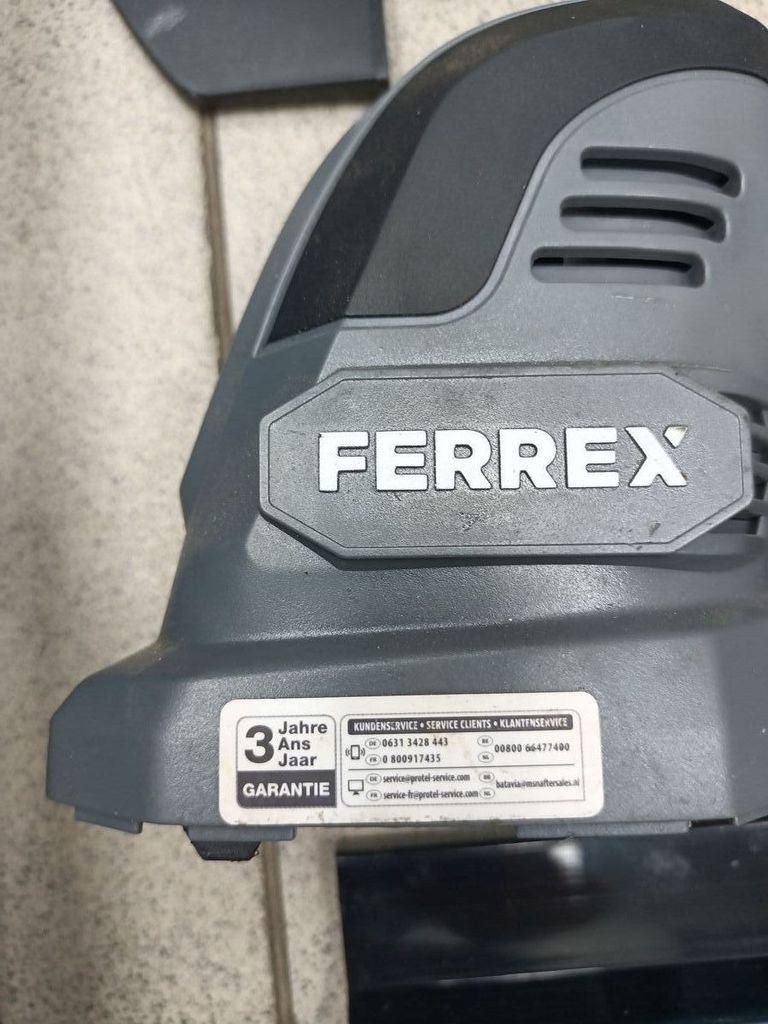 FERREX
3 Jahre
Ans
Jaar
GARANTIE
KUNDENSERVICE • SERVICE CLIENTS • KLANTENSERVICE
DE 0631 3428 443
FR 0 800917435
BE NL 00800 66477400
DE service@protel-service.com
FR service-fr@protel-service.com
BE NL batavia@msnaftersales.nl